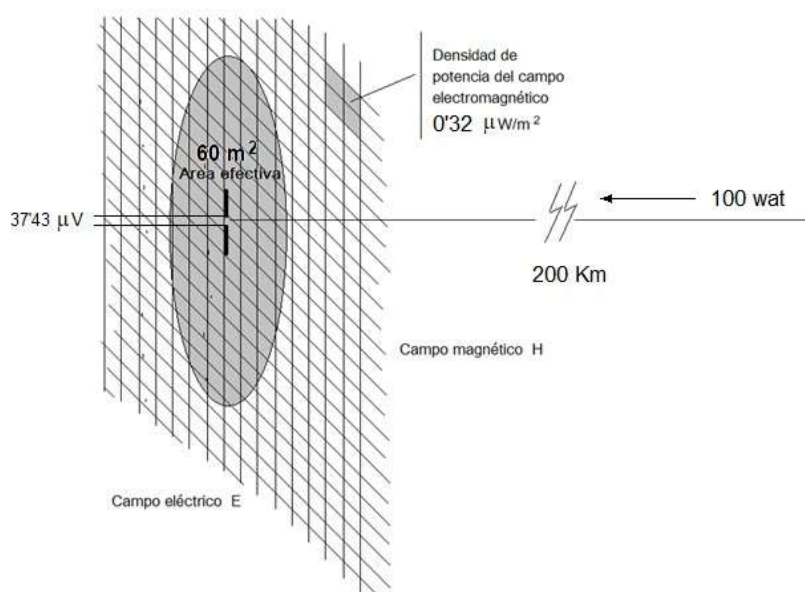 Densidad de
potencia del campo
electromagnético
0'32 µW/m²
60 m²
Area efectiva
37'43 µV
100 wat
200 Km
Campo magnético H
Campo eléctrico E